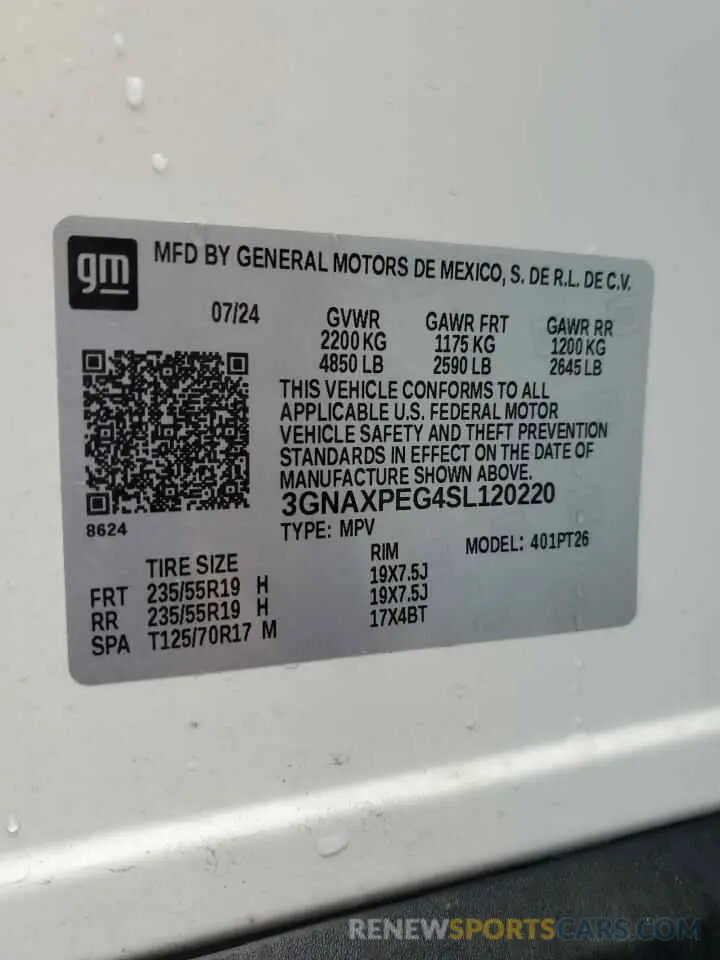 gm MFD BY GENERAL MOTORS DE MEXICO, S. DE R.L. DE C.V.
07/24 GVWR GAWR FRT GAWR RR
2200 KG 1175 KG 1200 KG
4850 LB 2590 LB 2645 LB
THIS VEHICLE CONFORMS TO ALL
APPLICABLE U.S. FEDERAL MOTOR
VEHICLE SAFETY AND THEFT PREVENTION
STANDARDS IN EFFECT ON THE DATE OF
MANUFACTURE SHOWN ABOVE.
3GNAXPEG4SL120220
8624
TYPE: MPV MODEL: 401PT26
TIRE SIZE RIM
FRT 235/55R19 H 19X7.5J
RR 235/55R19 H 19X7.5J
SPA T125/70R17 M 17X4BT
RENEWSPORTSCARS.COM